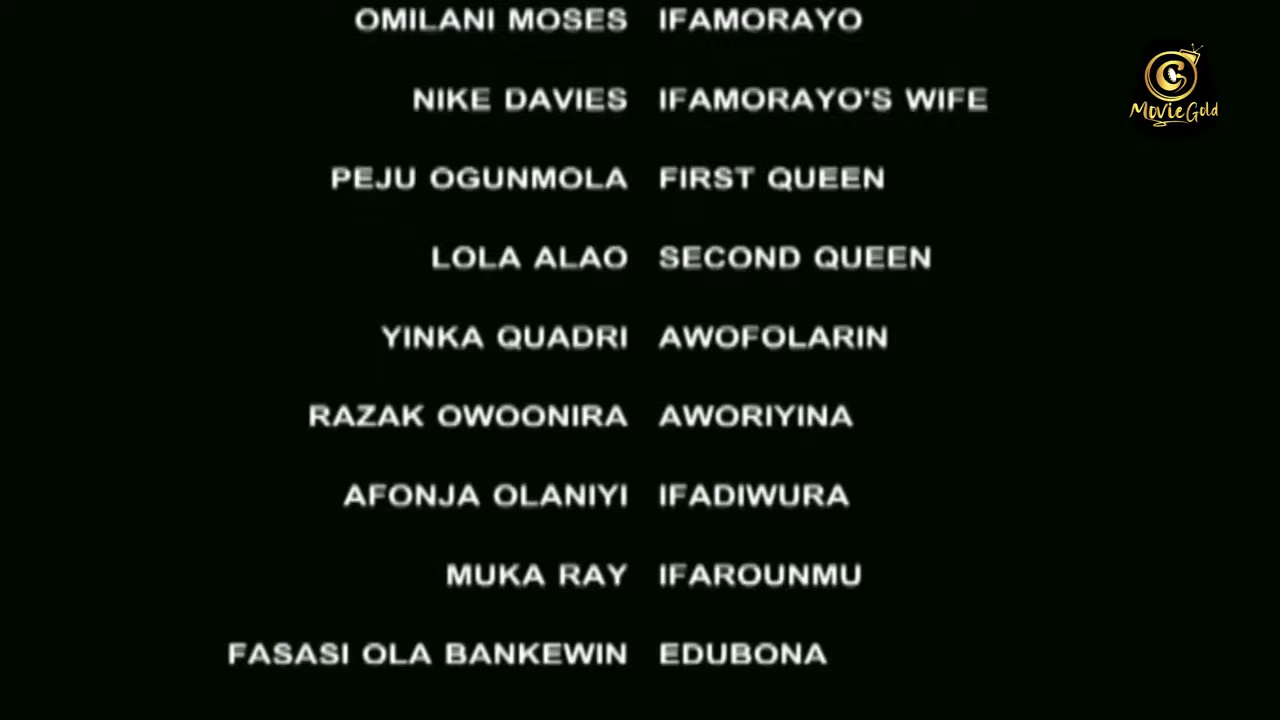 OMILANI MOSES IFAMORAYO
NIKE DAVIES IFAMORAYO'S WIFE
PEJU OGUNMOLA FIRST QUEEN
LOLA ALAO SECOND QUEEN
YINKA QUADRI AWOFOLARIN
RAZAK OWOONIRA AWORIYINA
AFONJA OLANIYI IFADIWURA
MUKA RAY IFAROUNMU
FASASI OLA BANKEWIN EDUBONA
G
MovieGold